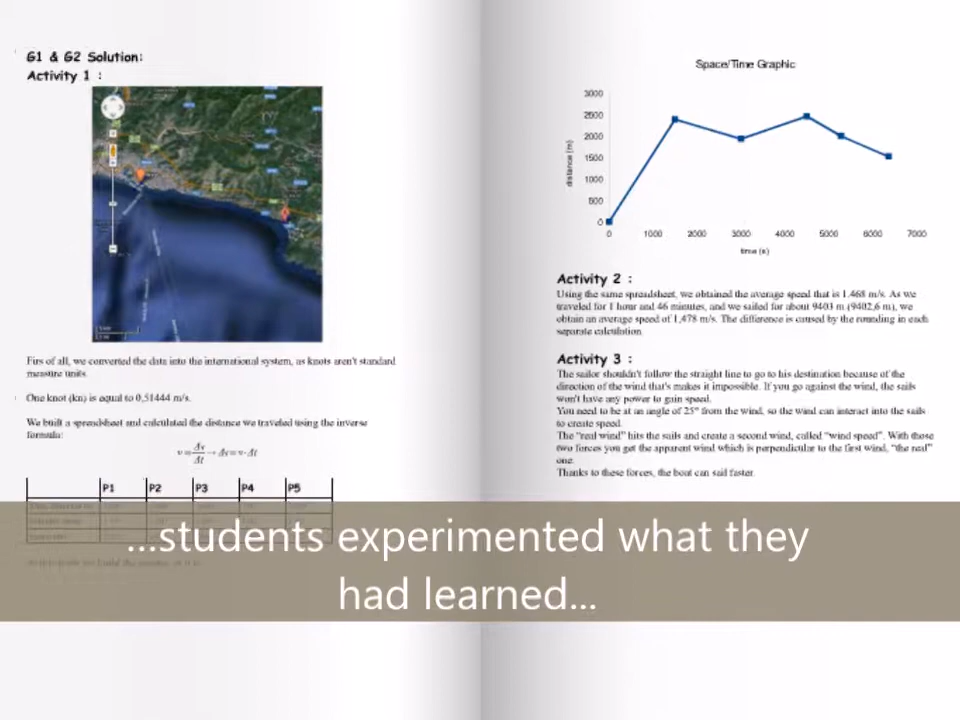 G1 & G2 Solution:
Activity 1 :
Firs of all, we converted the data into the international system, as knots aren't standard
measure units.
One knot (kn) is equal to 0,51444 m/s.
We built a spreadsheet and calculated the distance we traveled using the inverse
formula:
v = Δs/Δt → Δs = v·Δt
P1 P2 P3 P4 P5
Space/Time Graphic
distance (m)
3000
2500
2000
1500
1000
500
0
0 1000 2000 3000 4000 5000 6000 7000
time (s)
Activity 2 :
Using the same spreadsheet, we obtained the average speed that is 1.468 m/s. As we
traveled for 1 hour and 46 minutes, and we sailed for about 9403 m (9402,6 m), we
obtain an average speed of 1,478 m/s. The difference is caused by the rounding in each
separate calculation.
Activity 3 :
The sailor shouldn't follow the straight line to go to his destination because of the
direction of the wind that's makes it impossible. If you go against the wind, the sails
won't have any power to gain speed.
You need to be at an angle of 25° from the wind, so the wind can interact into the sails
to create speed.
The "real wind" hits the sails and create a second wind, called "wind speed". With those
two forces you get the apparent wind which is perpendicular to the first wind, "the real"
one.
Thanks to these forces, the boat can sail faster.
...students experimented what they
had learned...